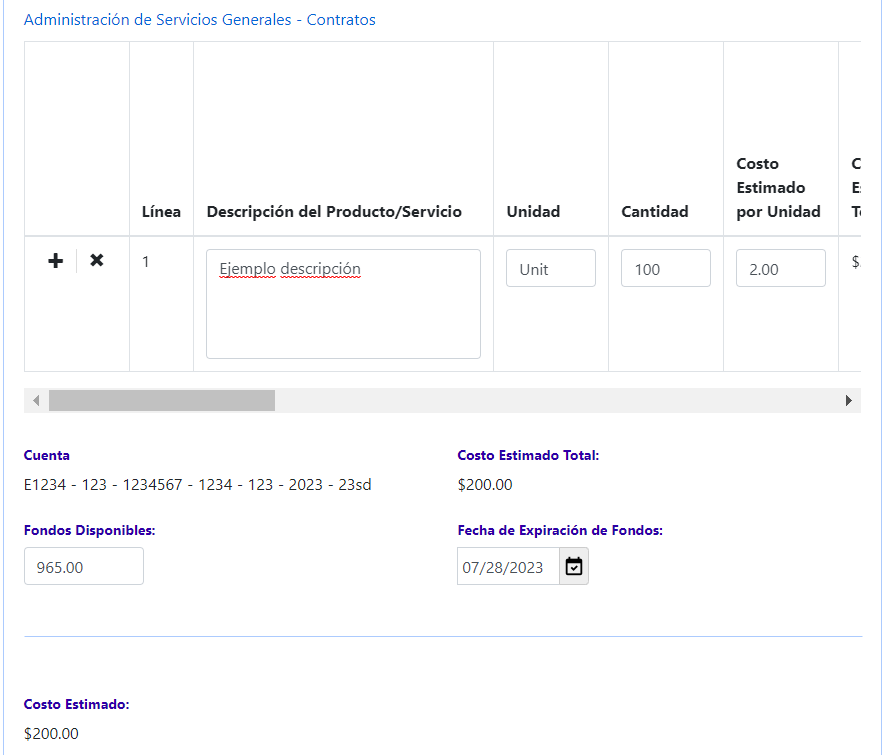 Administración de Servicios Generales - Contratos
Línea
Descripción del Producto/Servicio
Unidad
Cantidad
Costo
Estimado
por Unidad
1
Ejemplo descripción
Unit
100
2.00
$
Cuenta
Costo Estimado Total:
E1234 - 123 - 1234567 - 1234 - 123 - 2023 - 23sd
$200.00
Fondos Disponibles:
Fecha de Expiración de Fondos:
965.00
07/28/2023
Costo Estimado:
$200.00